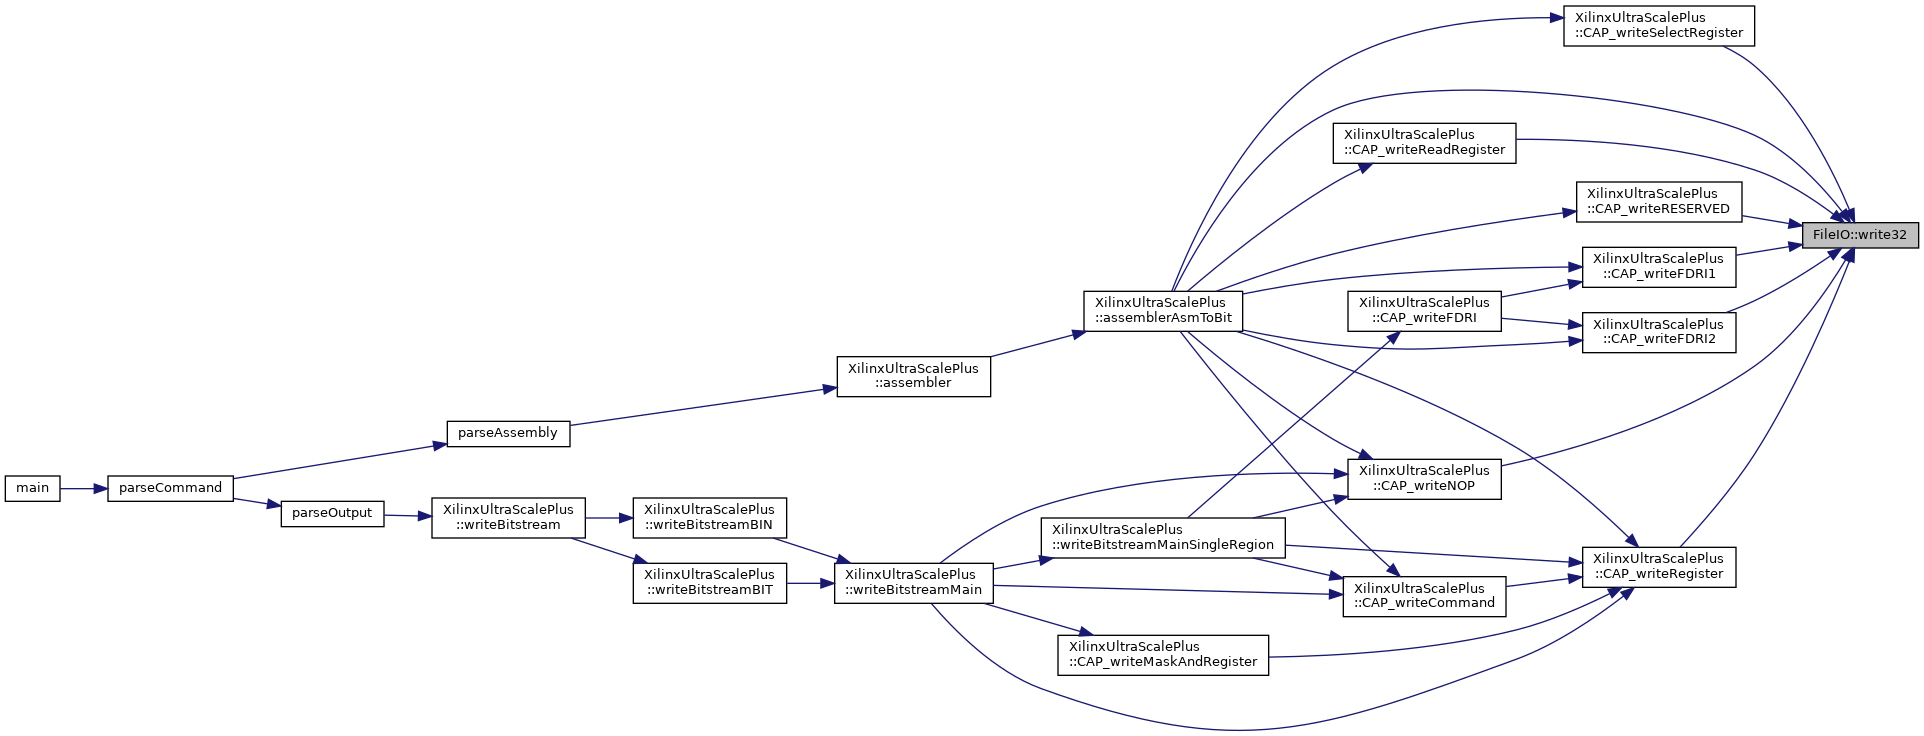 XilinxUltraScalePlus
::CAP_writeSelectRegister
XilinxUltraScalePlus
::CAP_writeReadRegister
XilinxUltraScalePlus
::CAP_writeRESERVED
FileIO::write32
XilinxUltraScalePlus
::CAP_writeFDRI1
XilinxUltraScalePlus
::assemblerAsmToBit
XilinxUltraScalePlus
::CAP_writeFDRI
XilinxUltraScalePlus
::CAP_writeFDRI2
XilinxUltraScalePlus
::assembler
parseAssembly
main
parseCommand
parseOutput
XilinxUltraScalePlus
::writeBitstream
XilinxUltraScalePlus
::writeBitstreamBIN
XilinxUltraScalePlus
::CAP_writeNOP
XilinxUltraScalePlus
::writeBitstreamMainSingleRegion
XilinxUltraScalePlus
::CAP_writeRegister
XilinxUltraScalePlus
::writeBitstreamBIT
XilinxUltraScalePlus
::writeBitstreamMain
XilinxUltraScalePlus
::CAP_writeCommand
XilinxUltraScalePlus
::CAP_writeMaskAndRegister